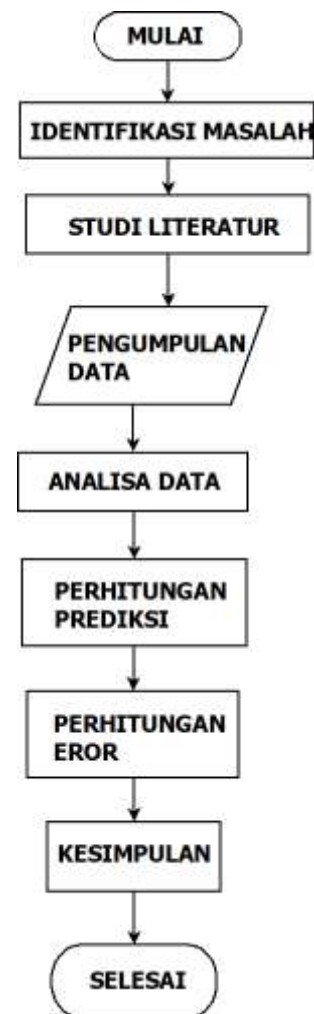 MULAI
IDENTIFIKASI MASALAH
STUDI LITERATUR
PENGUMPULAN
DATA
ANALISA DATA
PERHITUNGAN
PREDIKSI
PERHITUNGAN
EROR
KESIMPULAN
SELESAI